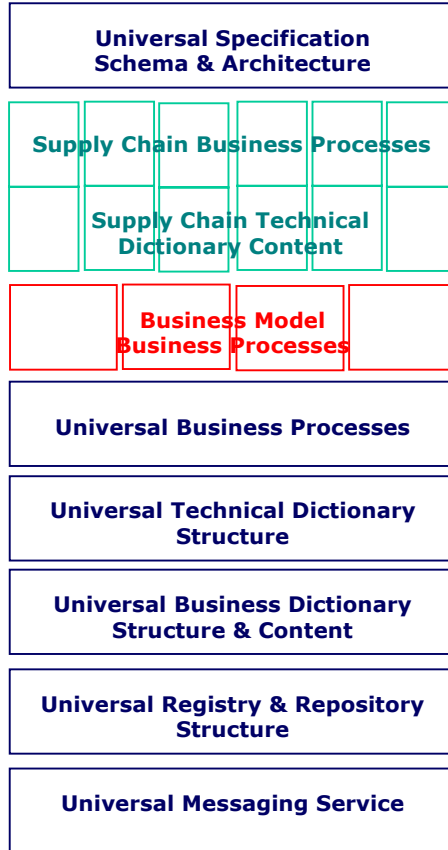 Universal Specification
Schema & Architecture
Supply Chain Business Processes
Supply Chain Technical
Dictionary Content
Business Model
Business Processes
Universal Business Processes
Universal Technical Dictionary
Structure
Universal Business Dictionary
Structure & Content
Universal Registry & Repository
Structure
Universal Messaging Service